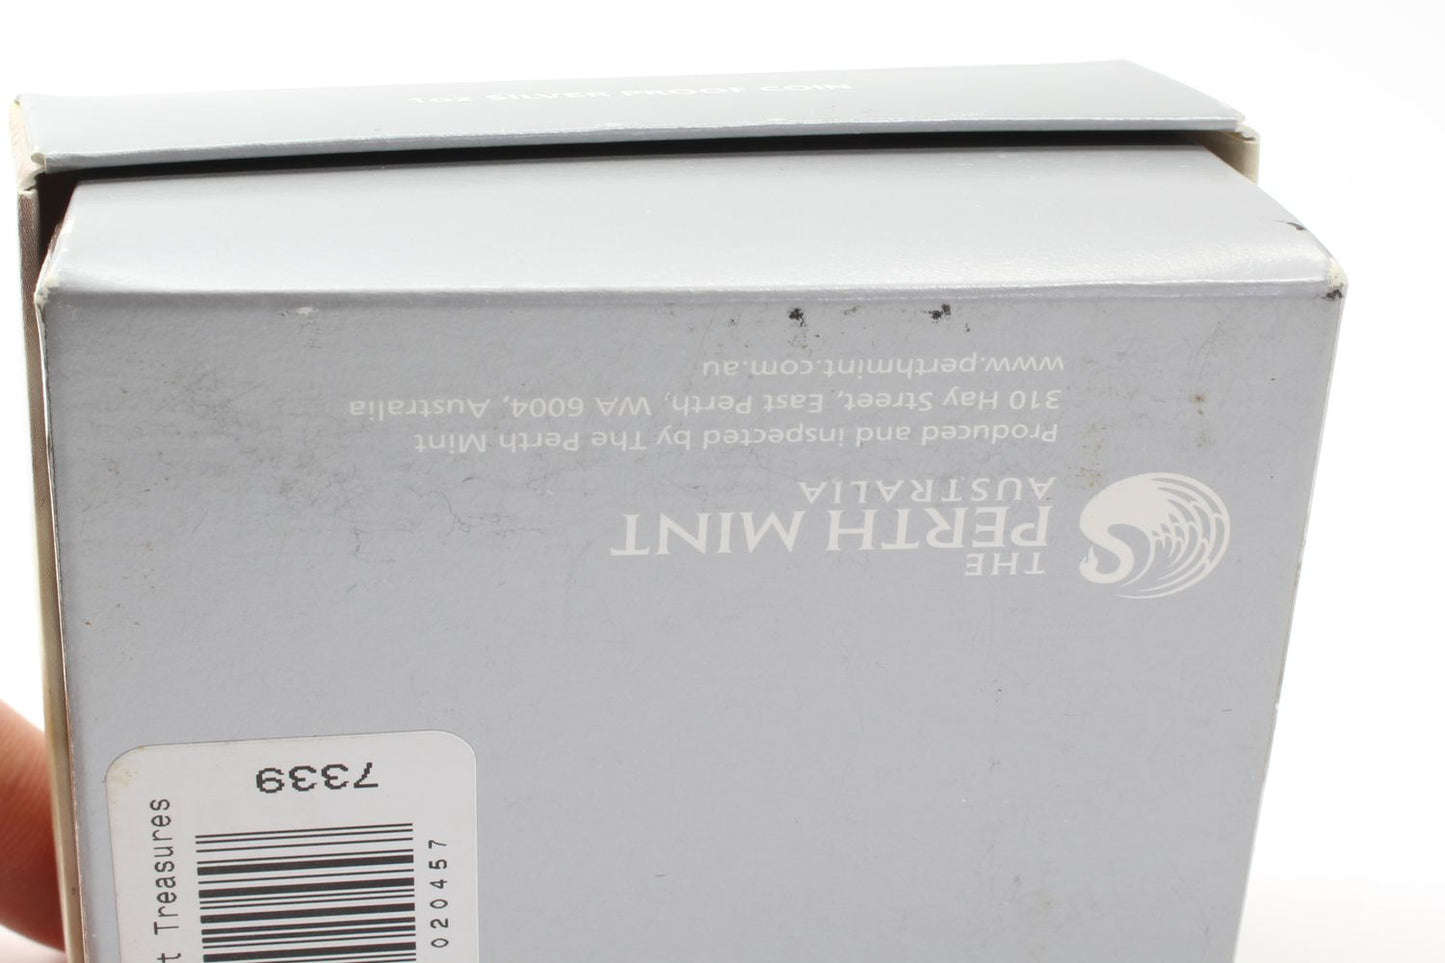 1oz SILVER PROOF COIN
THE
PERTH MINT
AUSTRALIA
Produced and inspected by The Perth Mint
310 Hay Street, East Perth, WA 6004, Australia
www.perthmint.com.au
7339
t Treasures
020457